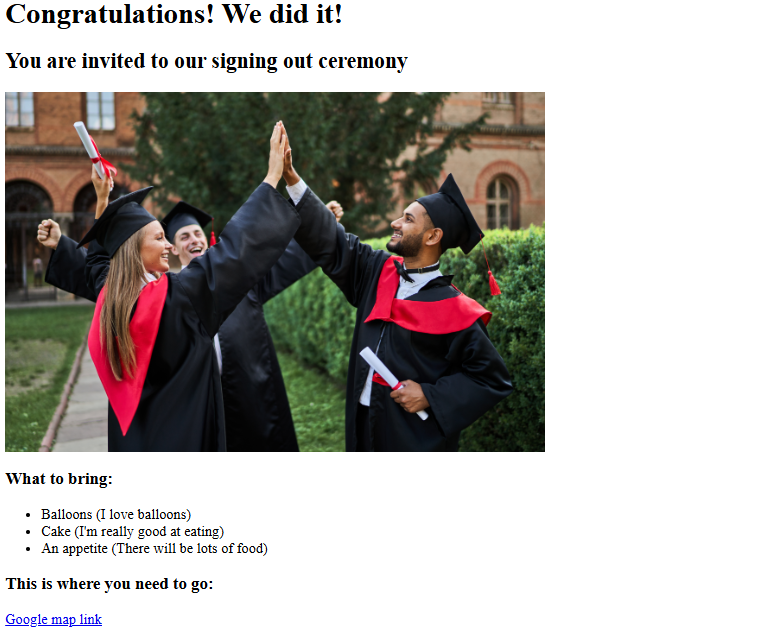 Congratulations! We did it!
You are invited to our signing out ceremony
What to bring:
Balloons (I love balloons)
Cake (I'm really good at eating)
An appetite (There will be lots of food)
This is where you need to go:
Google map link